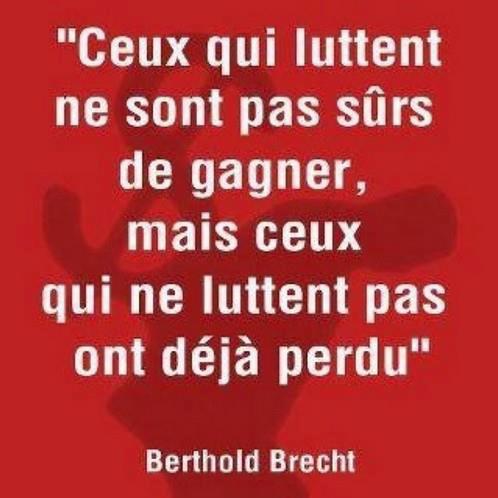 "Ceux qui luttent
ne sont pas sûrs
de gagner,
mais ceux
qui ne luttent pas
ont déjà perdu"
Berthold Brecht